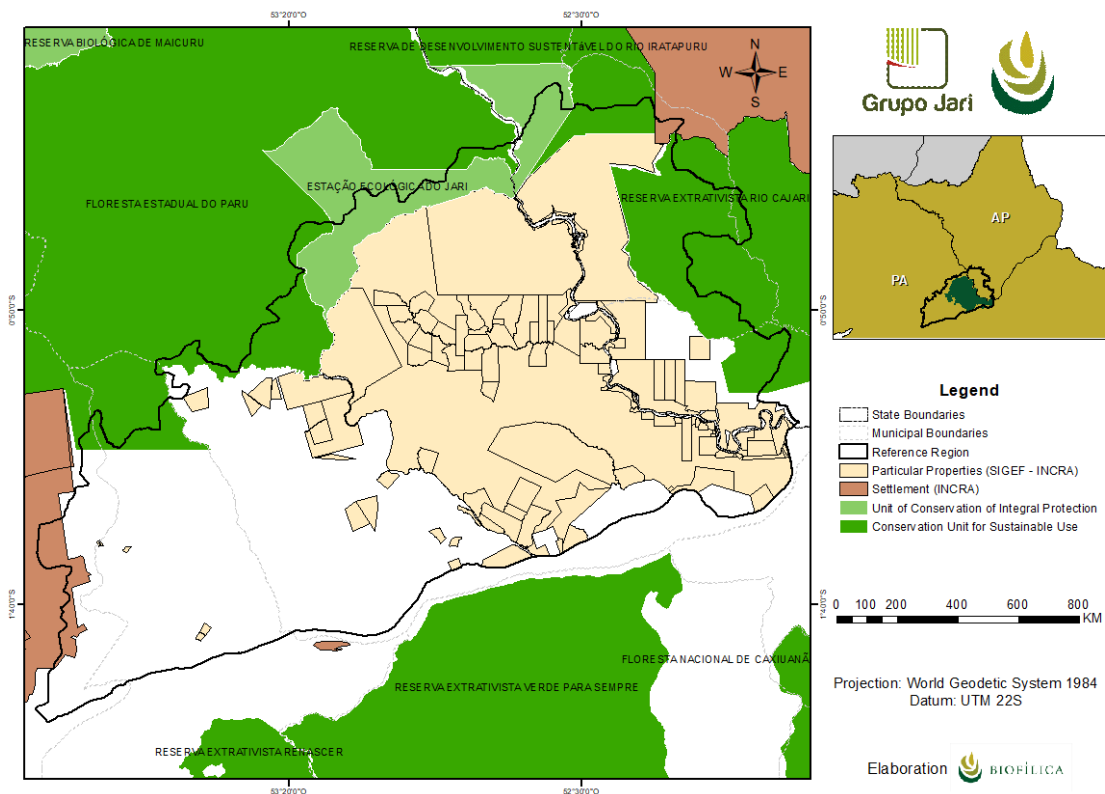 53°20'0"O
52°30'0"O
RESERVA BIOLÓGICA DE MAICURU
RESERVA DE DESENVOLVIMENTO SUSTENTáVEL DO RIO IRATAPURU
N
W E
S
ESTAÇÃO ECOLÓGICA DO JARI
FLORESTA ESTADUAL DO PARU
RESERVA EXTRATIVISTA RIO CAJARI
0°50'0"S
0°50'0"S
1°40'0"S
1°40'0"S
FLORESTA NACIONAL DE CAXIUANÃ
RESERVA EXTRATIVISTA VERDE PARA SEMPRE
RESERVA EXTRATIVISTA RENASCER
53°20'0"O
52°30'0"O
Grupo Jari
AP
PA
Legend
State Boundaries
Municipal Boundaries
Reference Region
Particular Properties (SIGEF - INCRA)
Settlement (INCRA)
Unit of Conservation of Integral Protection
Conservation Unit for Sustainable Use
0 100 200 400 600 800
KM
Projection: World Geodetic System 1984
Datum: UTM 22S
Elaboration BIOFÍLICA